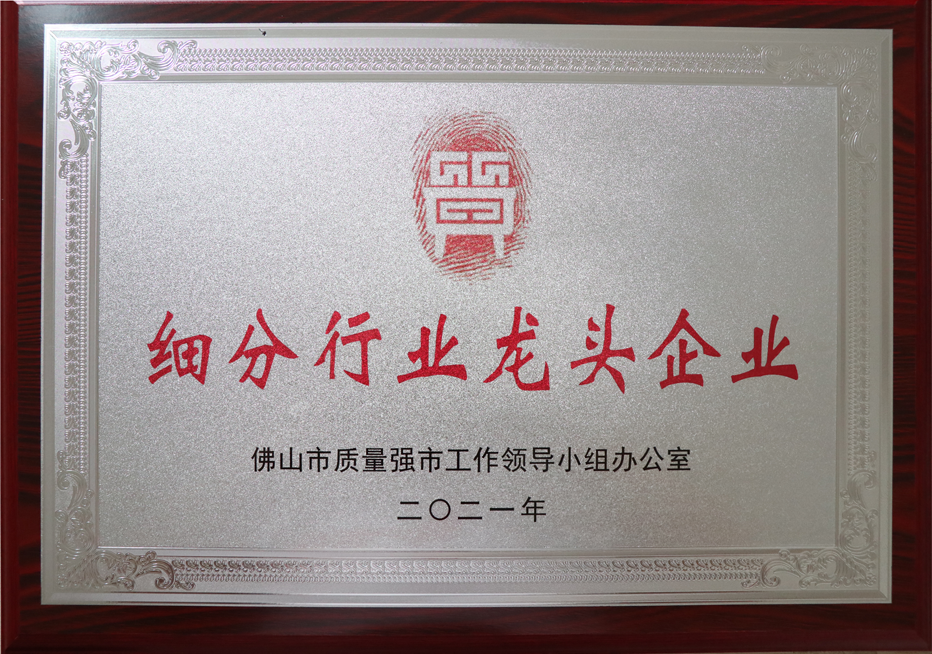 細分行业龙头企业
佛山市质量强市工作领导小组办公室
二〇二一年